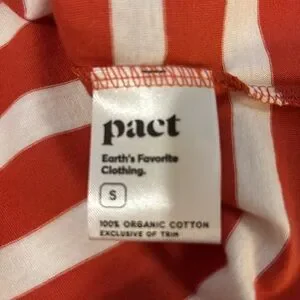 pact
Earth's Favorite
Clothing.
S
100% ORGANIC COTTON
EXCLUSIVE OF TRIM